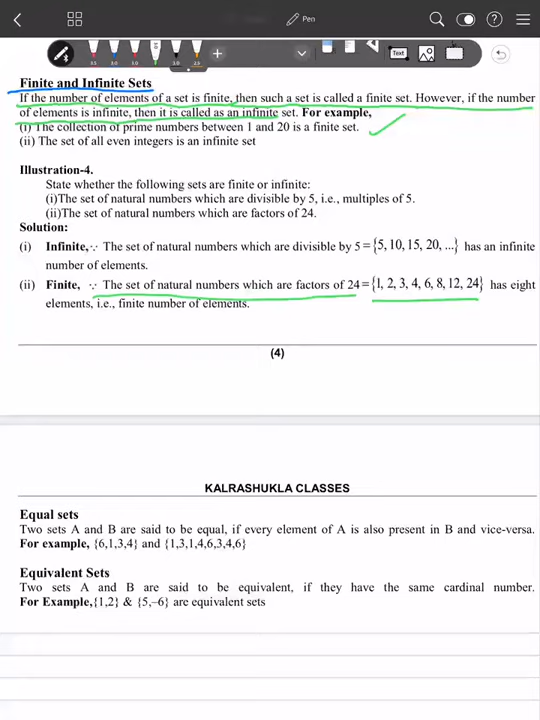 Pen
Text
Finite and Infinite Sets
If the number of elements of a set is finite, then such a set is called a finite set. However, if the number
of elements is infinite, then it is called as an infinite set. For example,
(i) The collection of prime numbers between 1 and 20 is a finite set.
(ii) The set of all even integers is an infinite set
Illustration-4.
State whether the following sets are finite or infinite:
(i)The set of natural numbers which are divisible by 5, i.e., multiples of 5.
(ii)The set of natural numbers which are factors of 24.
Solution:
(i) Infinite, ∵ The set of natural numbers which are divisible by 5 = {5, 10, 15, 20, ...} has an infinite
number of elements.
(ii) Finite, ∵ The set of natural numbers which are factors of 24 = {1, 2, 3, 4, 6, 8, 12, 24} has eight
elements, i.e., finite number of elements.
(4)
KALRASHUKLA CLASSES
Equal sets
Two sets A and B are said to be equal, if every element of A is also present in B and vice-versa.
For example, {6,1,3,4} and {1,3,1,4,6,3,4,6}
Equivalent Sets
Two sets A and B are said to be equivalent, if they have the same cardinal number.
For Example,{1,2} & {5,–6} are equivalent sets